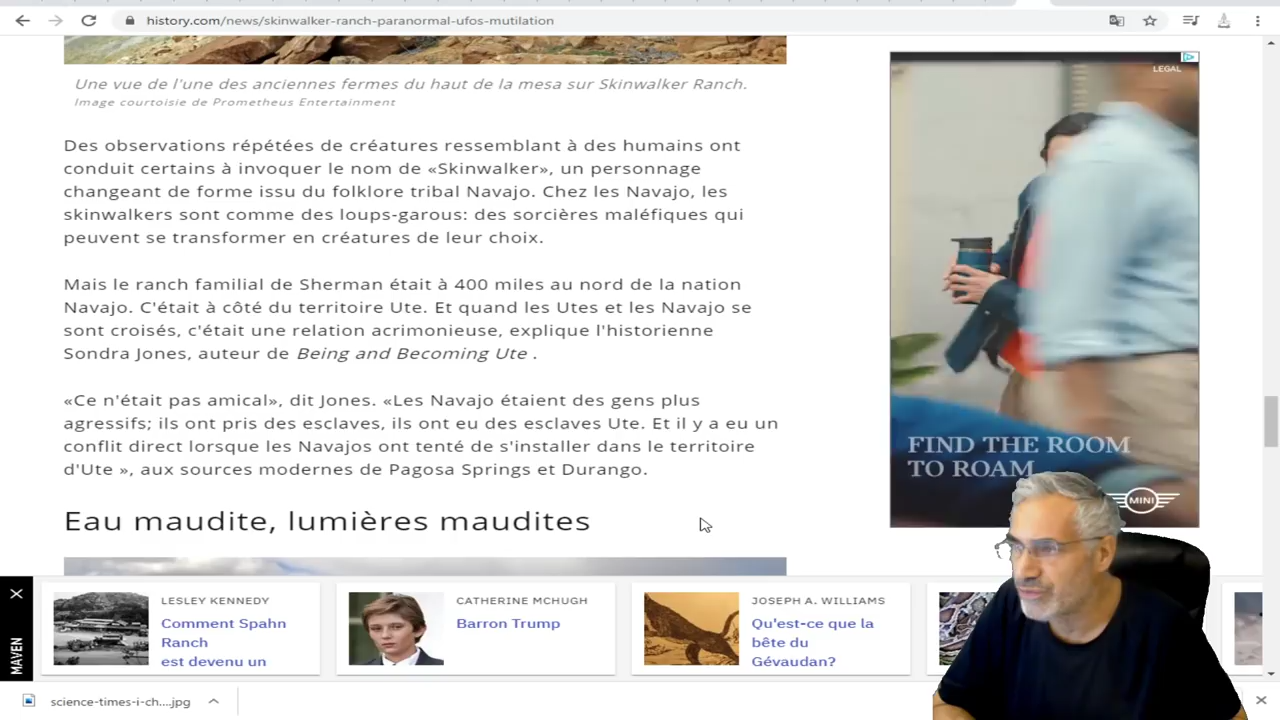 history.com/news/skinwalker-ranch-paranormal-ufos-mutilation
Une vue de l'une des anciennes fermes du haut de la mesa sur Skinwalker Ranch.
Image courtoisie de Prometheus Entertainment
Des observations répétées de créatures ressemblant à des humains ont
conduit certains à invoquer le nom de «Skinwalker», un personnage
changeant de forme issu du folklore tribal Navajo. Chez les Navajo, les
skinwalkers sont comme des loups-garous: des sorcières maléfiques qui
peuvent se transformer en créatures de leur choix.
Mais le ranch familial de Sherman était à 400 miles au nord de la nation
Navajo. C'était à côté du territoire Ute. Et quand les Utes et les Navajo se
sont croisés, c'était une relation acrimonieuse, explique l'historienne
Sondra Jones, auteur de Being and Becoming Ute .
«Ce n'était pas amical», dit Jones. «Les Navajo étaient des gens plus
agressifs; ils ont pris des esclaves, ils ont eu des esclaves Ute. Et il y a eu un
conflit direct lorsque les Navajos ont tenté de s'installer dans le territoire
d'Ute », aux sources modernes de Pagosa Springs et Durango.
Eau maudite, lumières maudites
LEGAL
FIND THE ROOM
TO ROAM
MINI
MAVEN
LESLEY KENNEDY
Comment Spahn
Ranch
est devenu un
CATHERINE MCHUGH
Barron Trump
JOSEPH A. WILLIAMS
Qu'est-ce que la
bête du
Gévaudan?
science-times-i-ch....jpg